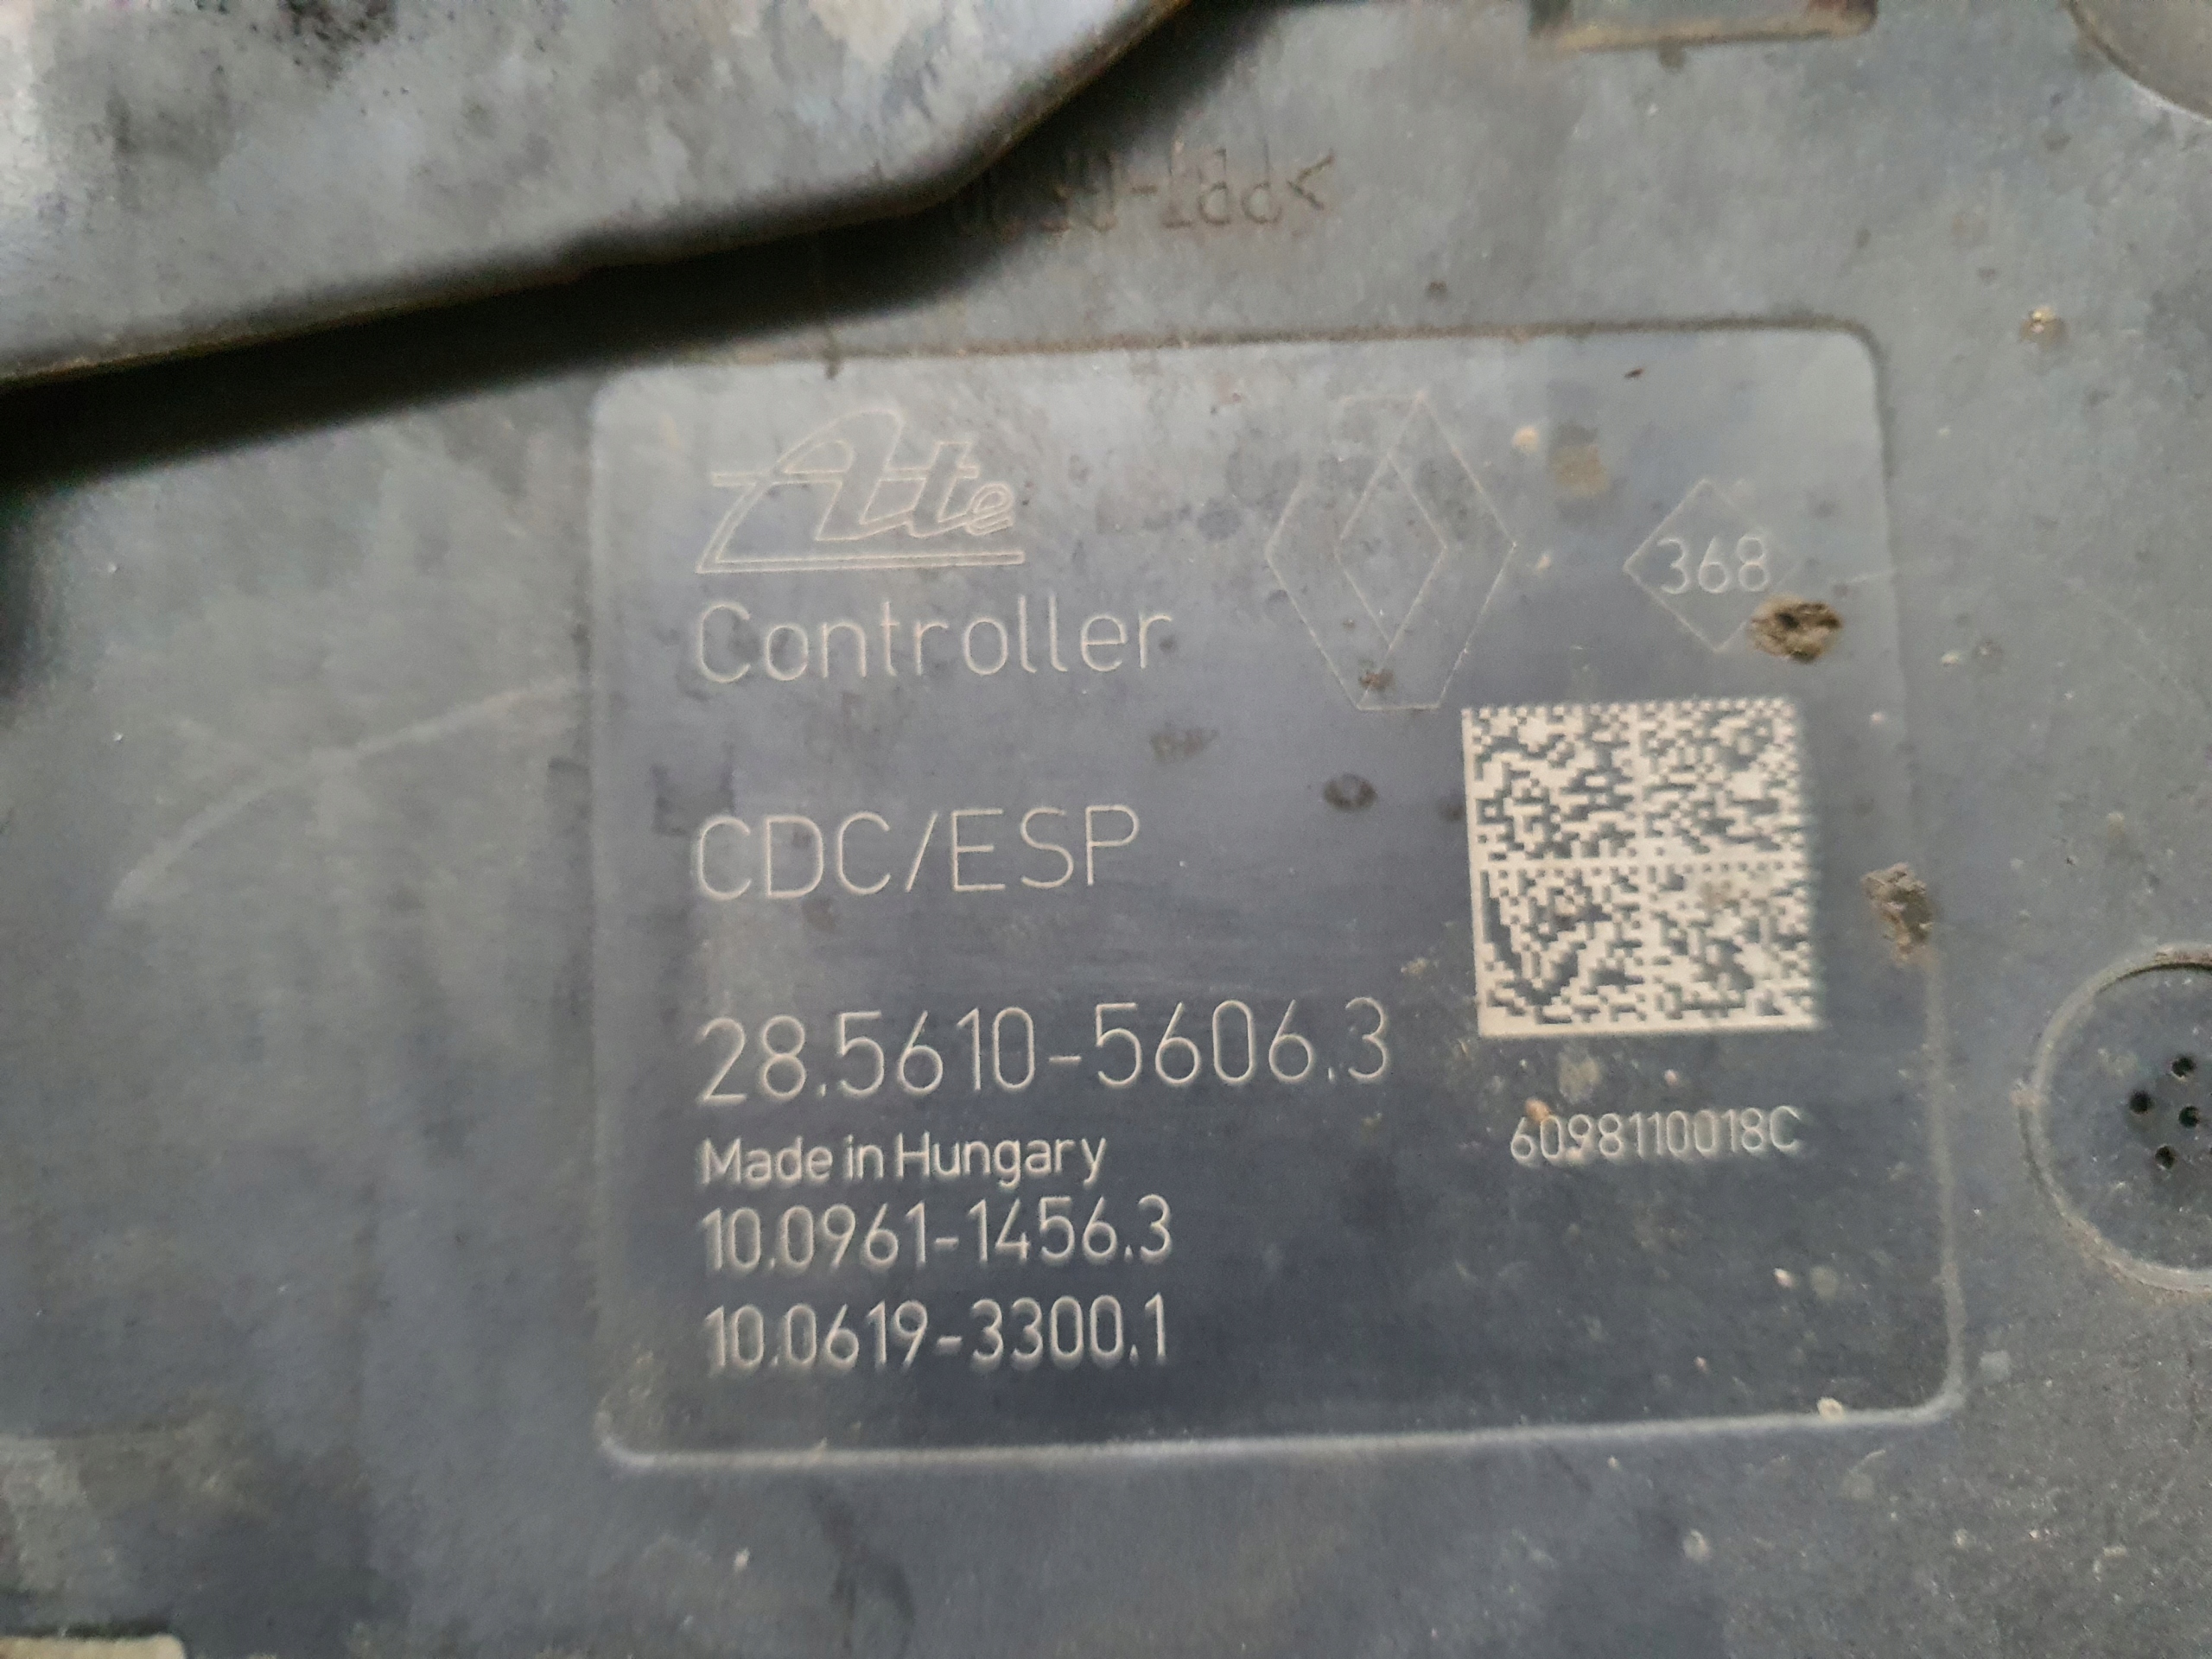 Ate
368
Controller
CDC/ESP
28.5610-5606.3
Made in Hungary
6098110018C
10.0961-1456.3
10.0619-3300.1